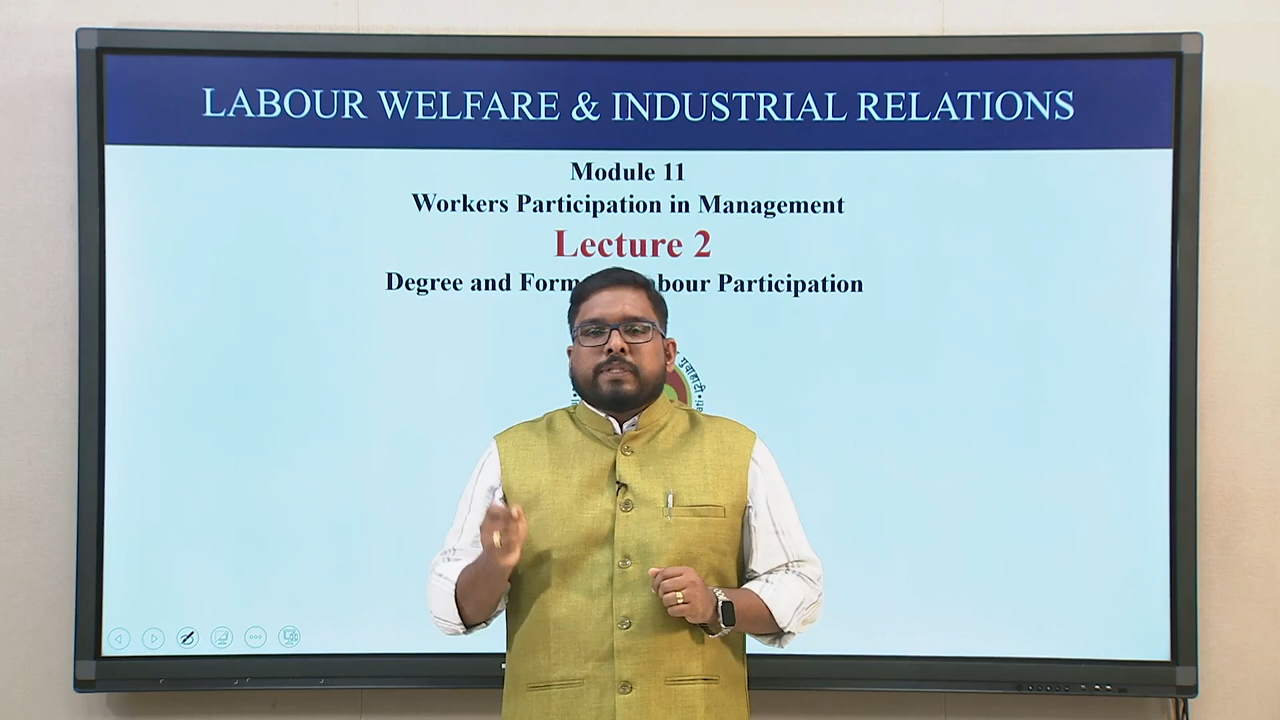 LABOUR WELFARE & INDUSTRIAL RELATIONS
Module 11
Workers Participation in Management
Lecture 2
Degree and Form bour Participation
गुवाहाटी